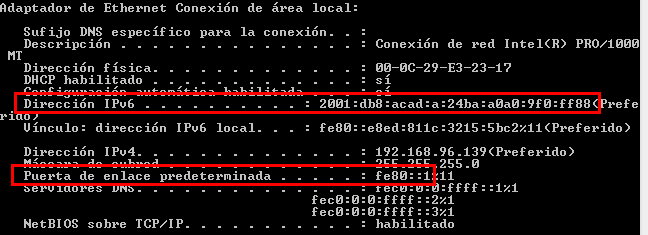 Adaptador de Ethernet Conexión de área local:
Sufijo DNS específico para la conexión. . :
Descripción . . . . . . . . . . . . . . . : Conexión de red Intel(R) PRO/1000
MT
Dirección física. . . . . . . . . . . . . : 00-0C-29-E3-23-17
DHCP habilitado . . . . . . . . . . . . . : sí
Configuración automática habilitada . . . : sí
Dirección IPv6 . . . . . . . . . . : 2001:db8:acad:a:24ba:a0a0:9f0:ff88(Prefe
rido)
Vínculo: dirección IPv6 local. . . : fe80::e8ed:811c:3215:5bc2%11(Preferido)
Dirección IPv4. . . . . . . . . . . . . . : 192.168.96.139(Preferido)
Máscara de subred . . . . . . . . . . . . : 255.255.255.0
Puerta de enlace predeterminada . . . . . : fe80::1%11
Servidores DNS. . . . . . . . . . . . . . : fec0:0:0:ffff::1%1
fec0:0:0:ffff::2%1
fec0:0:0:ffff::3%1
NetBIOS sobre TCP/IP. . . . . . . . . . . : habilitado